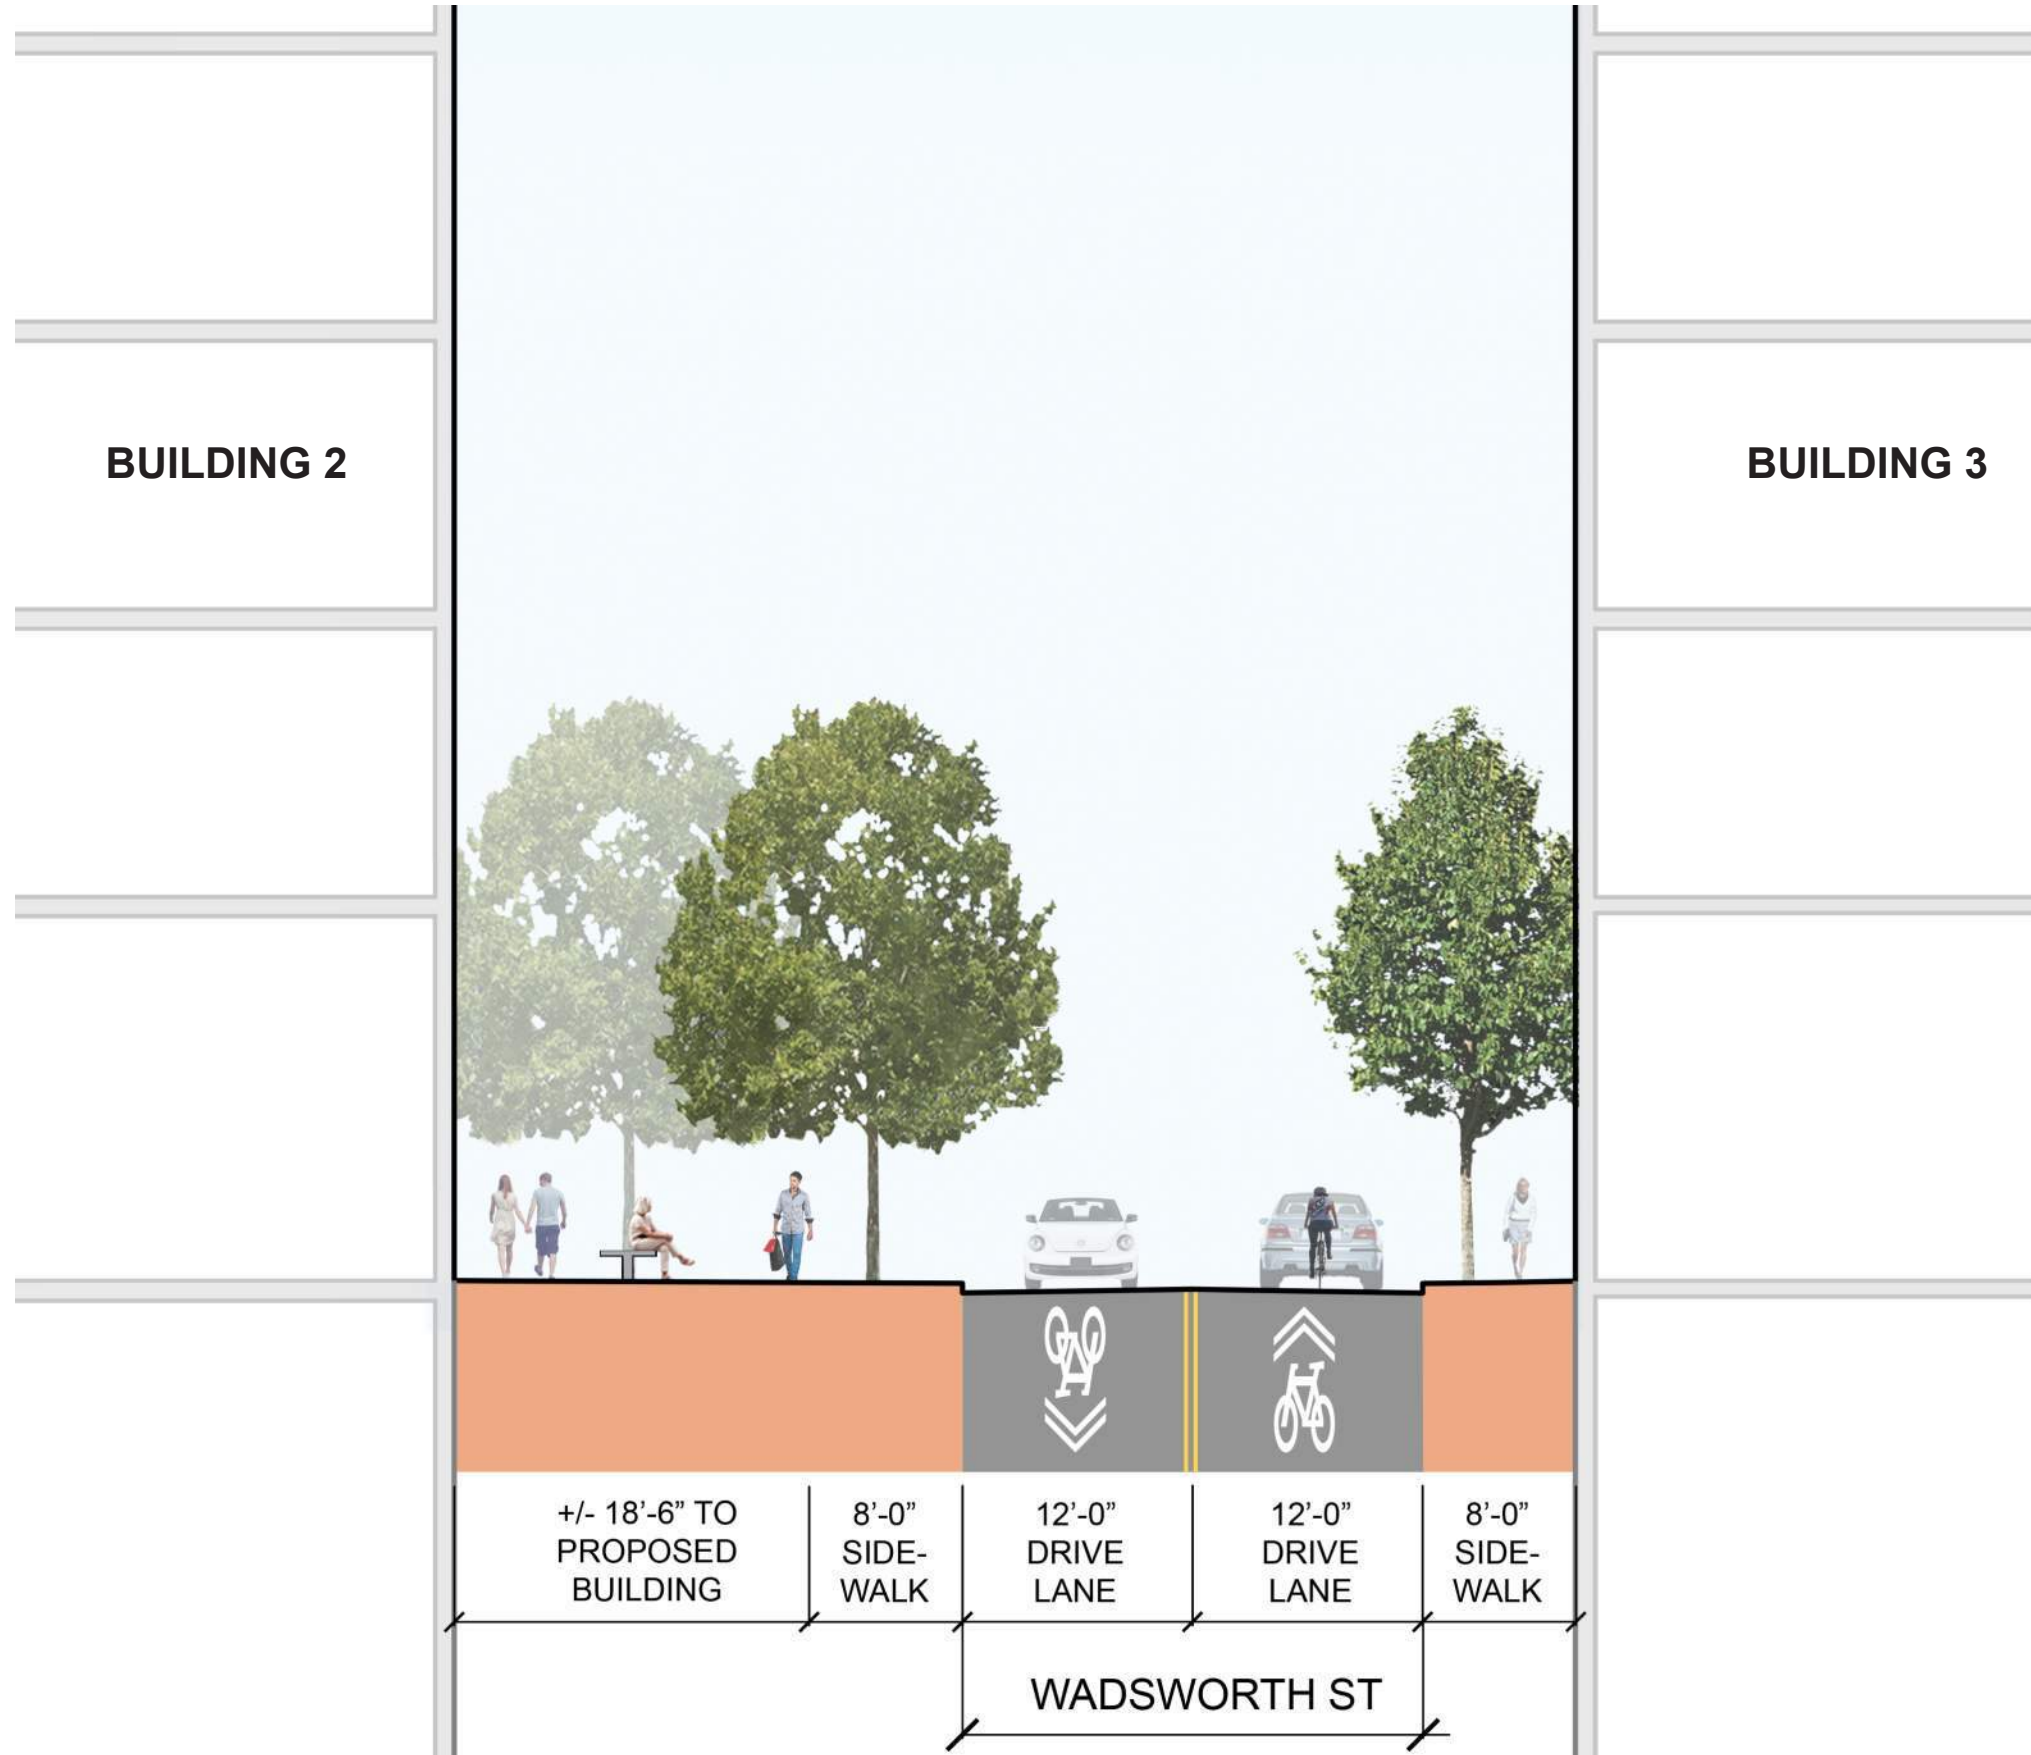 BUILDING 2
BUILDING 3
+/- 18’-6” TO
PROPOSED
BUILDING
8’-0”
SIDE-
WALK
12’-0”
DRIVE
LANE
12’-0”
DRIVE
LANE
8’-0”
SIDE-
WALK
WADSWORTH ST